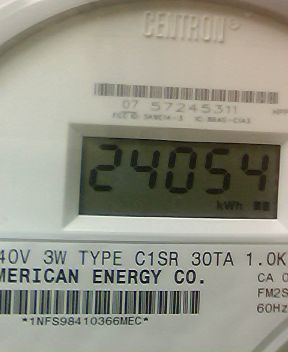 CENTRON®
07 57245311
24054
kWh
40V 3W TYPE C1SR 30TA 1.0K
MERICAN ENERGY CO.
CA 0
FM2S
60Hz
*1NFS98410366MEC*